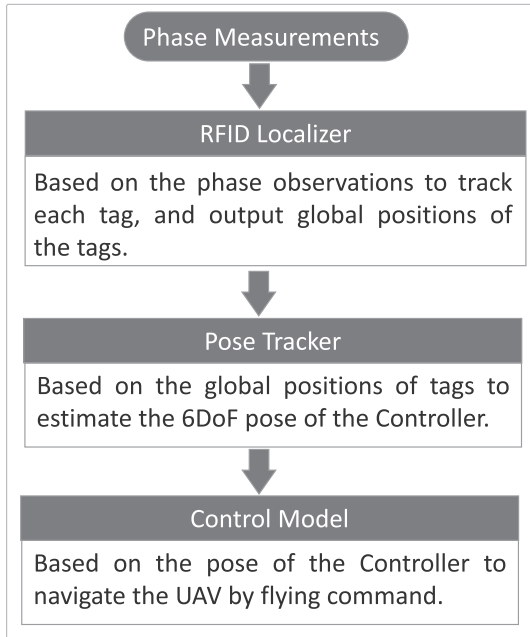 Phase Measurements
RFID Localizer
Based on the phase observations to track
each tag, and output global positions of
the tags.
Pose Tracker
Based on the global positions of tags to
estimate the 6DoF pose of the Controller.
Control Model
Based on the pose of the Controller to
navigate the UAV by flying command.